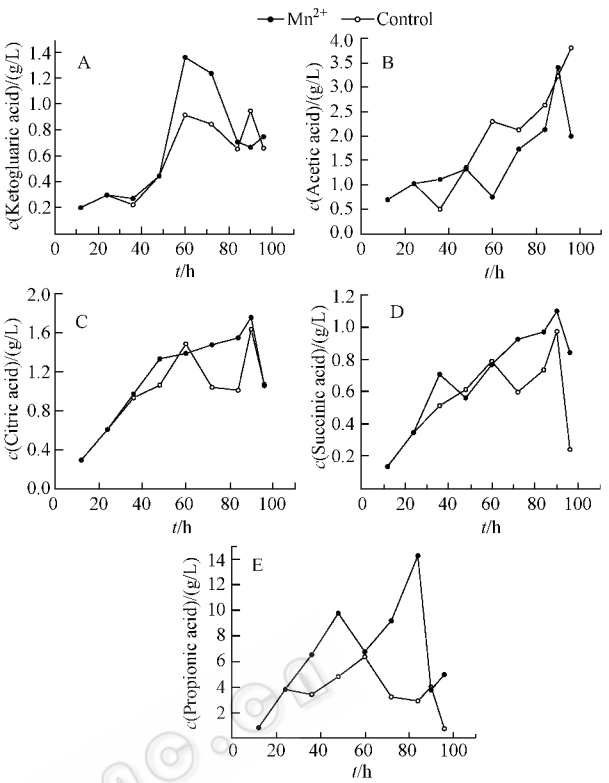 Mn²⁺ Control
A
c(Ketogluaric acid)/(g/L)
1.4
1.2
1.0
0.8
0.6
0.4
0.2
0 20 40 60 80 100
t/h
B
c(Acetic acid)/(g/L)
4.0
3.5
3.0
2.5
2.0
1.5
1.0
0.5
0.0
0 20 40 60 80 100
t/h
C
c(Citric acid)/(g/L)
2.0
1.6
1.2
0.8
0.4
0.0
0 20 40 60 80 100
t/h
D
c(Succinic acid)/(g/L)
1.2
1.0
0.8
0.6
0.4
0.2
0 20 40 60 80 100
t/h
E
c(Propionic acid)/(g/L)
14
12
10
8
6
4
2
0 20 40 60 80 100
t/h